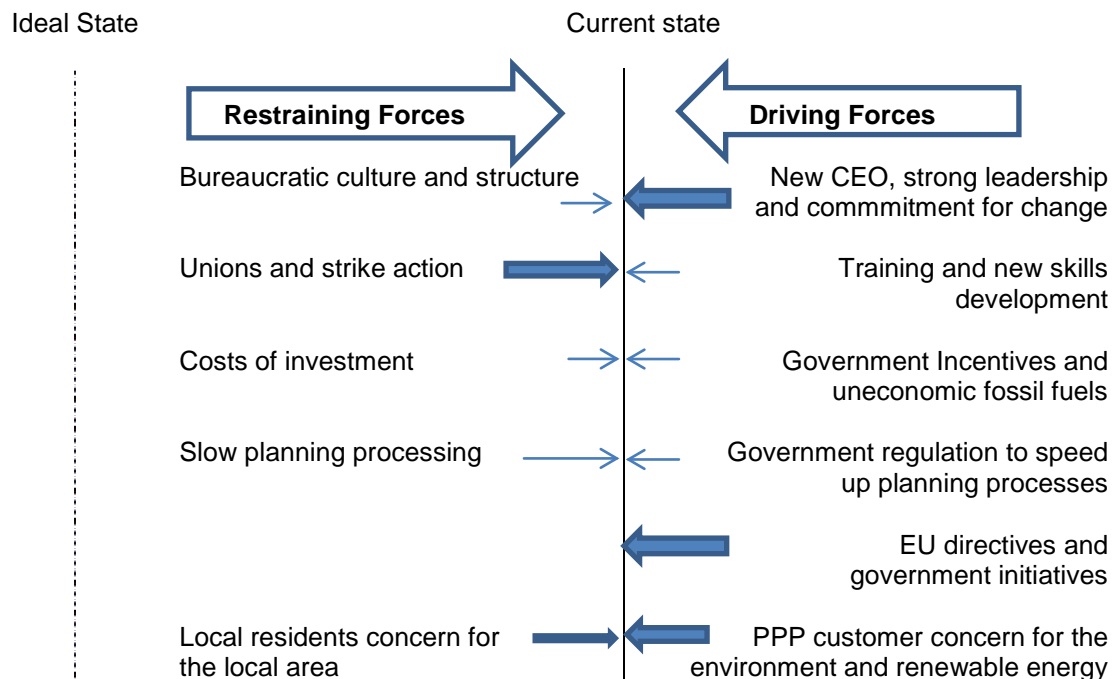 Ideal State
Current state
Restraining Forces
Driving Forces
Bureaucratic culture and structure
New CEO, strong leadership
and commmitment for change
Unions and strike action
Training and new skills
development
Costs of investment
Government Incentives and
uneconomic fossil fuels
Slow planning processing
Government regulation to speed
up planning processes
EU directives and
government initiatives
Local residents concern for
the local area
PPP customer concern for the
environment and renewable energy